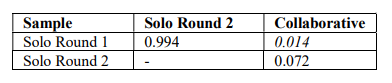 Sample Solo Round 2 Collaborative
Solo Round 1 0.994 0.014
Solo Round 2 - 0.072